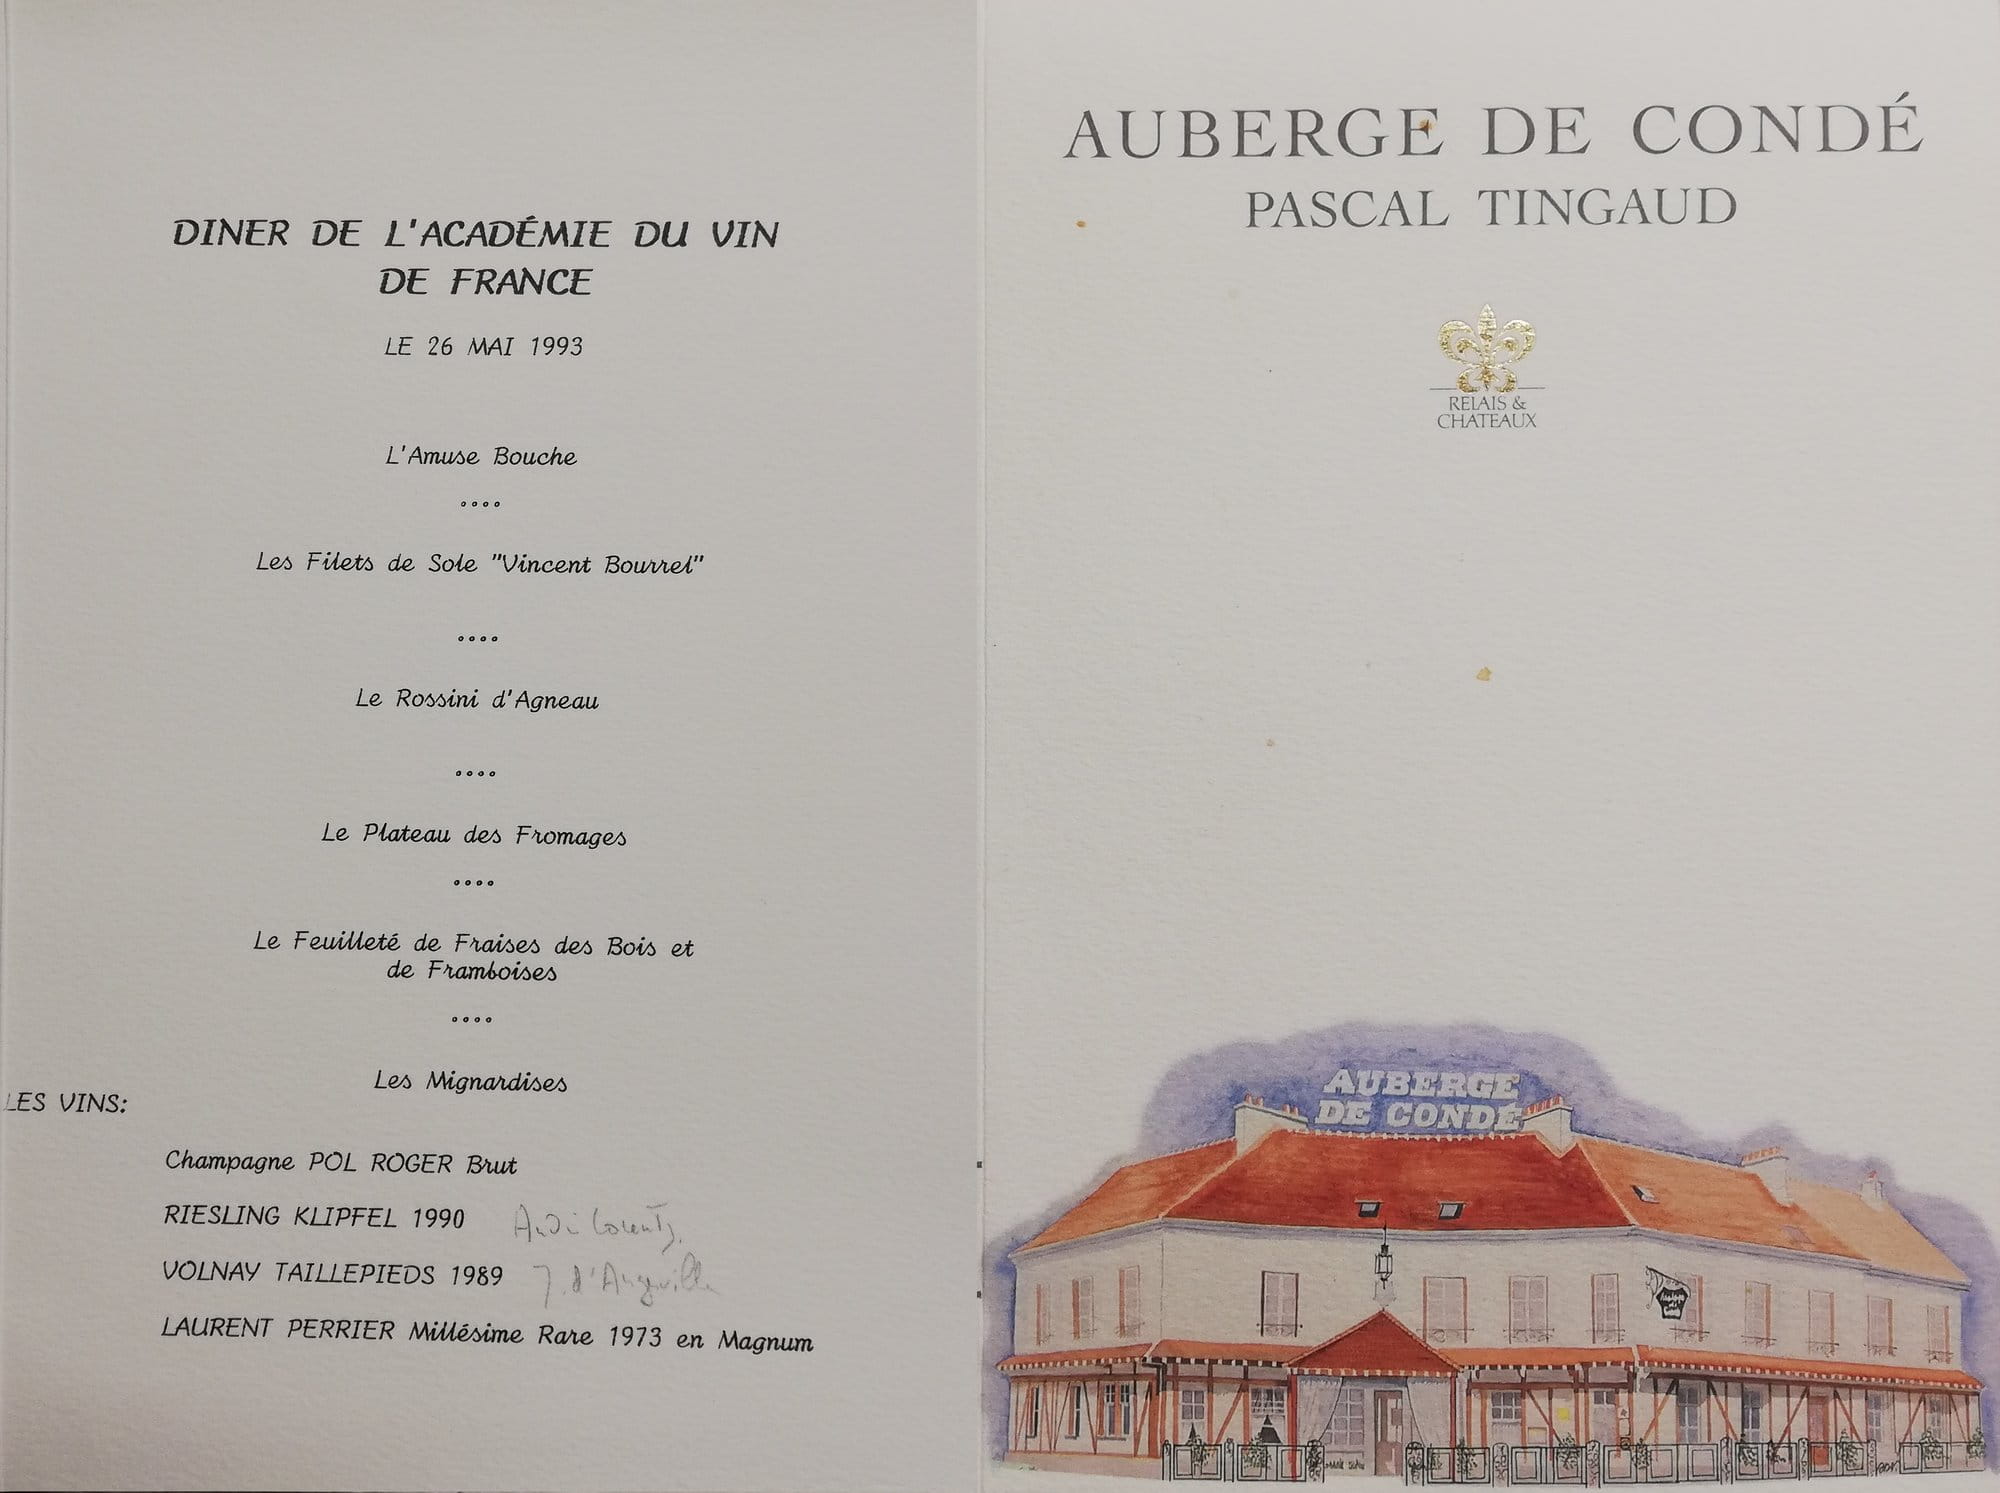 DINER DE L'ACADÉMIE DU VIN
DE FRANCE
LE 26 MAI 1993
L'Amuse Bouche
°°°°
Les Filets de Sole "Vincent Bourrel"
°°°°
Le Rossini d'Agneau
°°°°
Le Plateau des Fromages
°°°°
Le Feuilleté de Fraises des Bois et
de Framboises
°°°°
Les Mignardises
LES VINS:
Champagne POL ROGER Brut
RIESLING KLIPFEL 1990
VOLNAY TAILLEPIEDS 1989 J. d'Angerville
LAURENT PERRIER Millésime Rare 1973 en Magnum
AUBERGE DE CONDÉ
PASCAL TINGAUD
RELAIS &
CHATEAUX
AUBERGE
DE CONDÉ